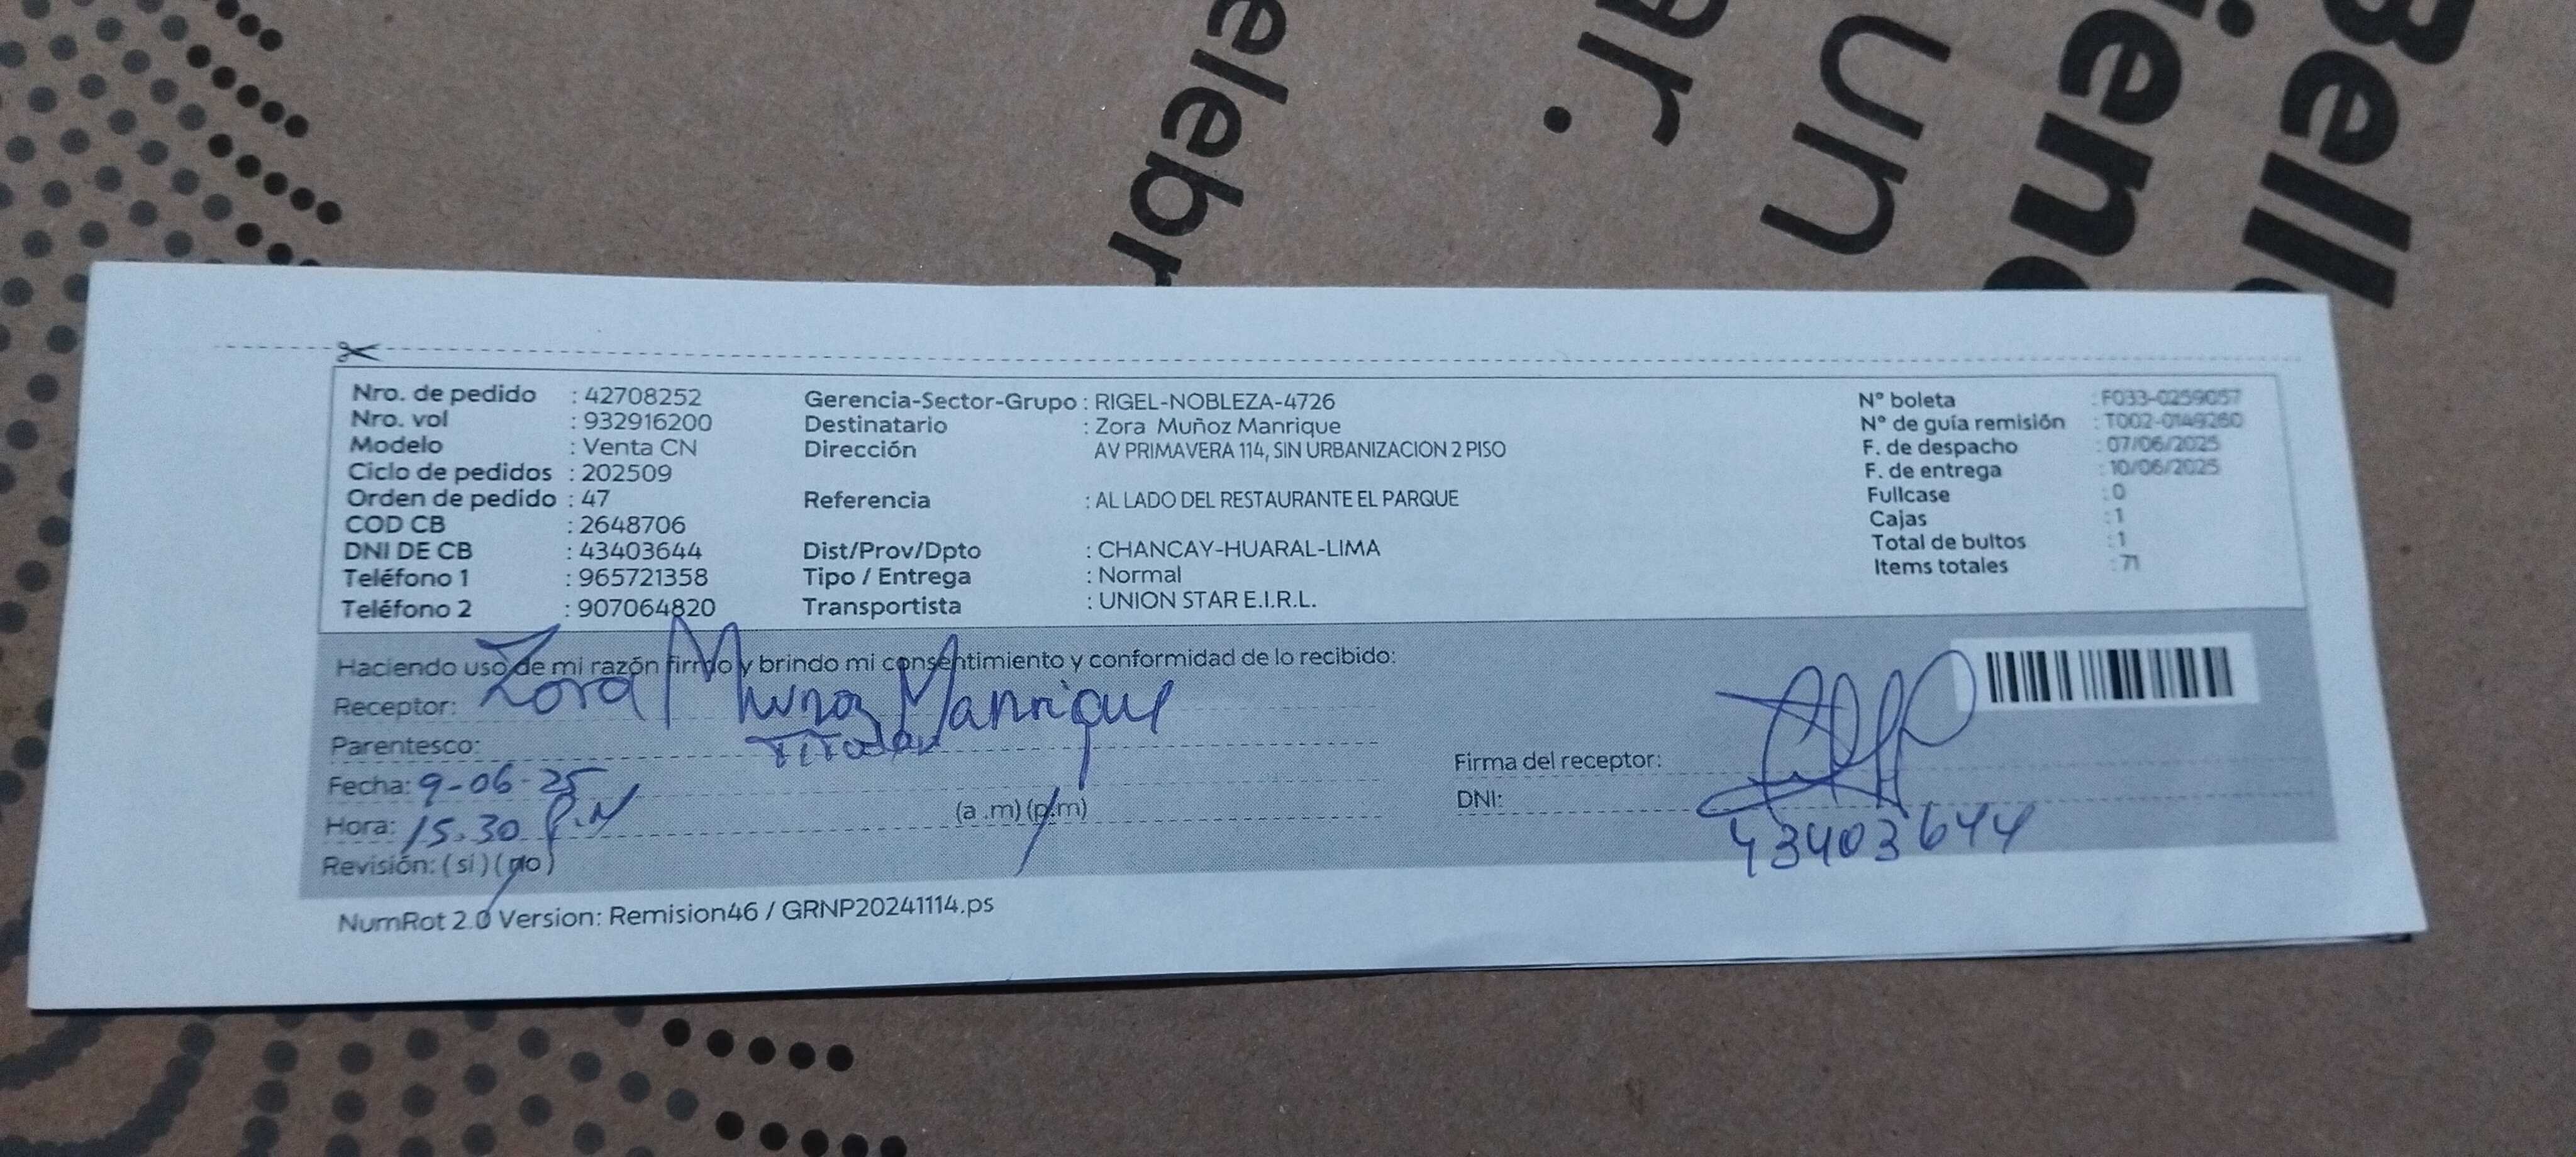 elebr
ar.
un
Bell
Nro. de pedido : 42708252
Nro. vol : 932916200
Modelo : Venta CN
Ciclo de pedidos : 202509
Orden de pedido : 47
COD CB : 2648706
DNI DE CB : 43403644
Teléfono 1 : 965721358
Teléfono 2 : 907064820
Gerencia-Sector-Grupo : RIGEL-NOBLEZA-4726
Destinatario : Zora Muñoz Manrique
Dirección AV PRIMAVERA 114, SIN URBANIZACION 2 PISO
Referencia : AL LADO DEL RESTAURANTE EL PARQUE
Dist/Prov/Dpto : CHANCAY-HUARAL-LIMA
Tipo / Entrega : Normal
Transportista : UNION STAR E.I.R.L.
N° boleta : F033-0259057
N° de guía remisión : T002-0149260
F. de despacho : 07/06/2025
F. de entrega : 10/06/2025
Fullcase : 0
Cajas : 1
Total de bultos : 1
Items totales : 71
Haciendo uso de mi razón firmo y brindo mi consentimiento y conformidad de lo recibido:
Receptor: Zora Munoz Manrique
Parentesco: Titular
Fecha: 9-06-25
Hora: 15.30 P.M (a .m) (p.m)
Revisión: (si) (no)
Firma del receptor:
DNI: 43403644
NumRot 2.0 Version: Remision46 / GRNP20241114.ps